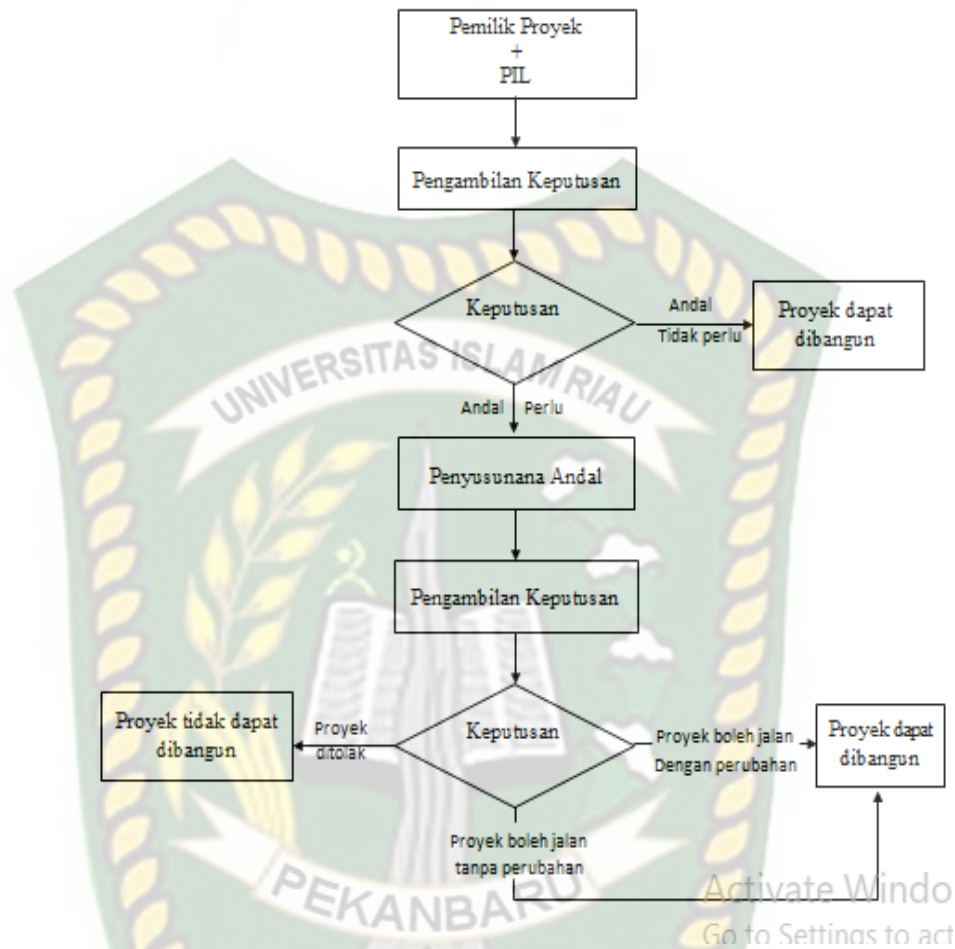 Pemilik Proyek
+
PIL
Pengambilan Keputusan
Keputusan
Andal
Tidak perlu
Proyek dapat
dibangun
UNIVERSITAS ISLAM RIAU
Andal Perlu
Penyusunana Andal
Pengambilan Keputusan
Proyek tidak dapat
dibangun
Proyek
ditolak
Keputusan
Proyek boleh jalan
Dengan perubahan
Proyek dapat
dibangun
Proyek boleh jalan
tanpa perubahan
PEKANBARU
Activate Windo
Go to Settings to act